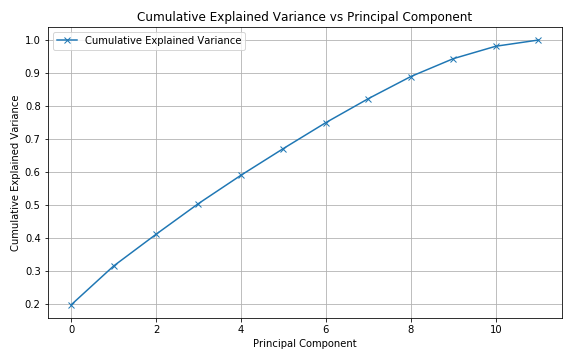 Cumulative Explained Variance vs Principal Component
Cumulative Explained Variance
1.0
0.9
0.8
0.7
0.6
0.5
0.4
0.3
0.2
Cumulative Explained Variance
0 2 4 6 8 10
Principal Component